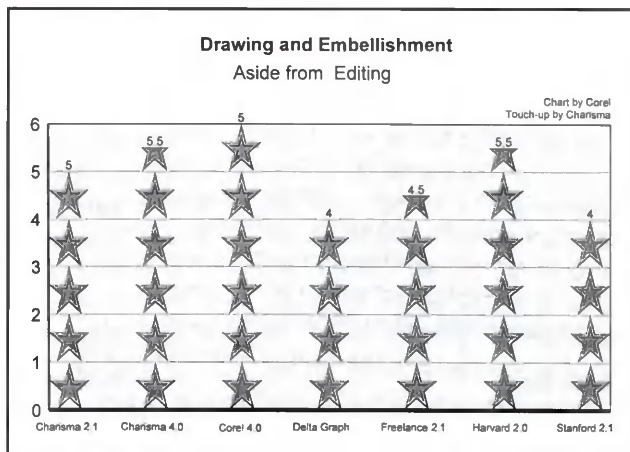 Drawing and Embellishment
Aside from Editing
Chart by Corel
Touch-up by Charisma
6
5
4
3
2
1
0
5
5.5
5
4
4.5
5.5
4
Charisma 2.1
Charisma 4.0
Corel 4.0
Delta Graph
Freelance 2.1
Harvard 2.0
Stanford 2.1